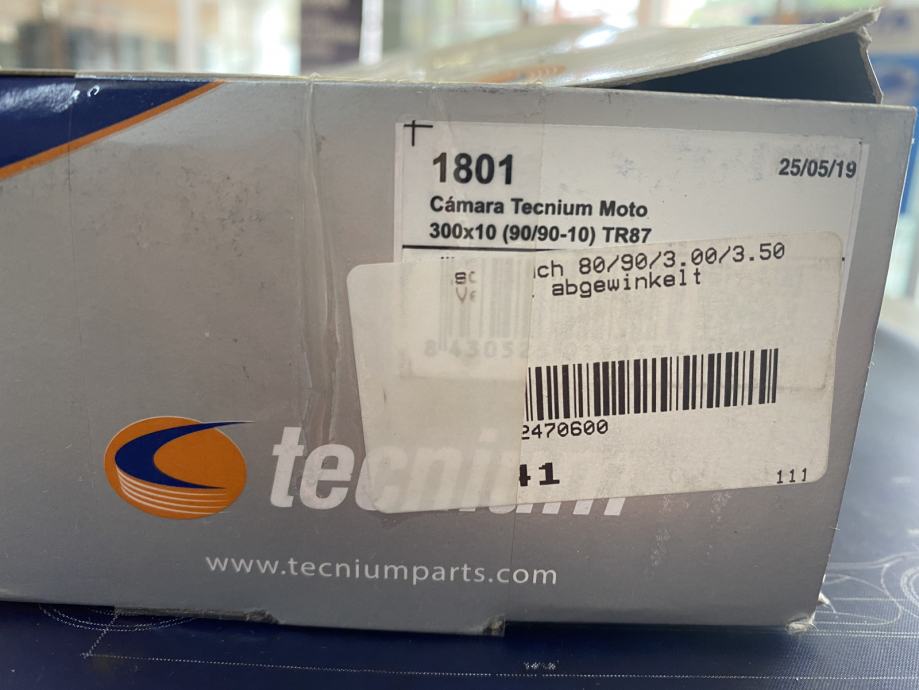 1801
25/05/19
Cámara Tecnium Moto
300x10 (90/90-10) TR87
80/90/3.00/3.50
abgewinkelt
2470600
41
111
tecnium
www.tecniumparts.com